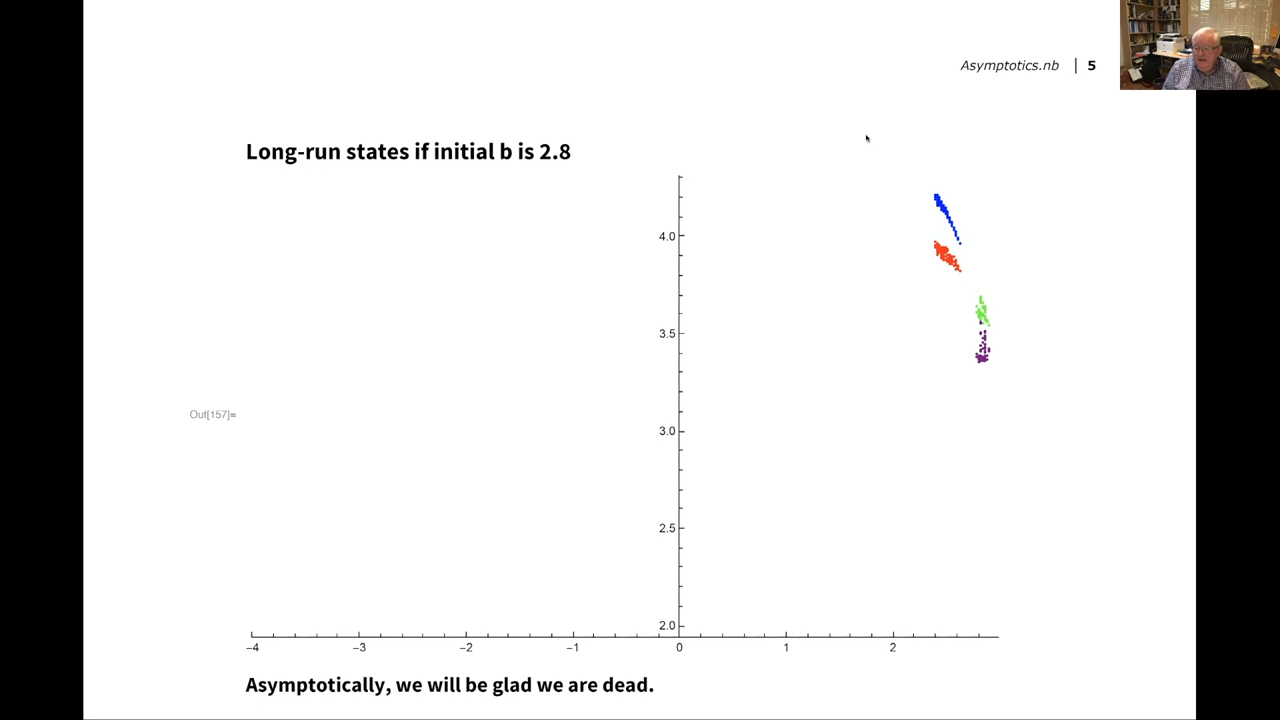 Asymptotics.nb | 5
Long-run states if initial b is 2.8
4.0
3.5
3.0
Out[157]=
2.5
2.0
−4 −3 −2 −1 0 1 2
Asymptotically, we will be glad we are dead.